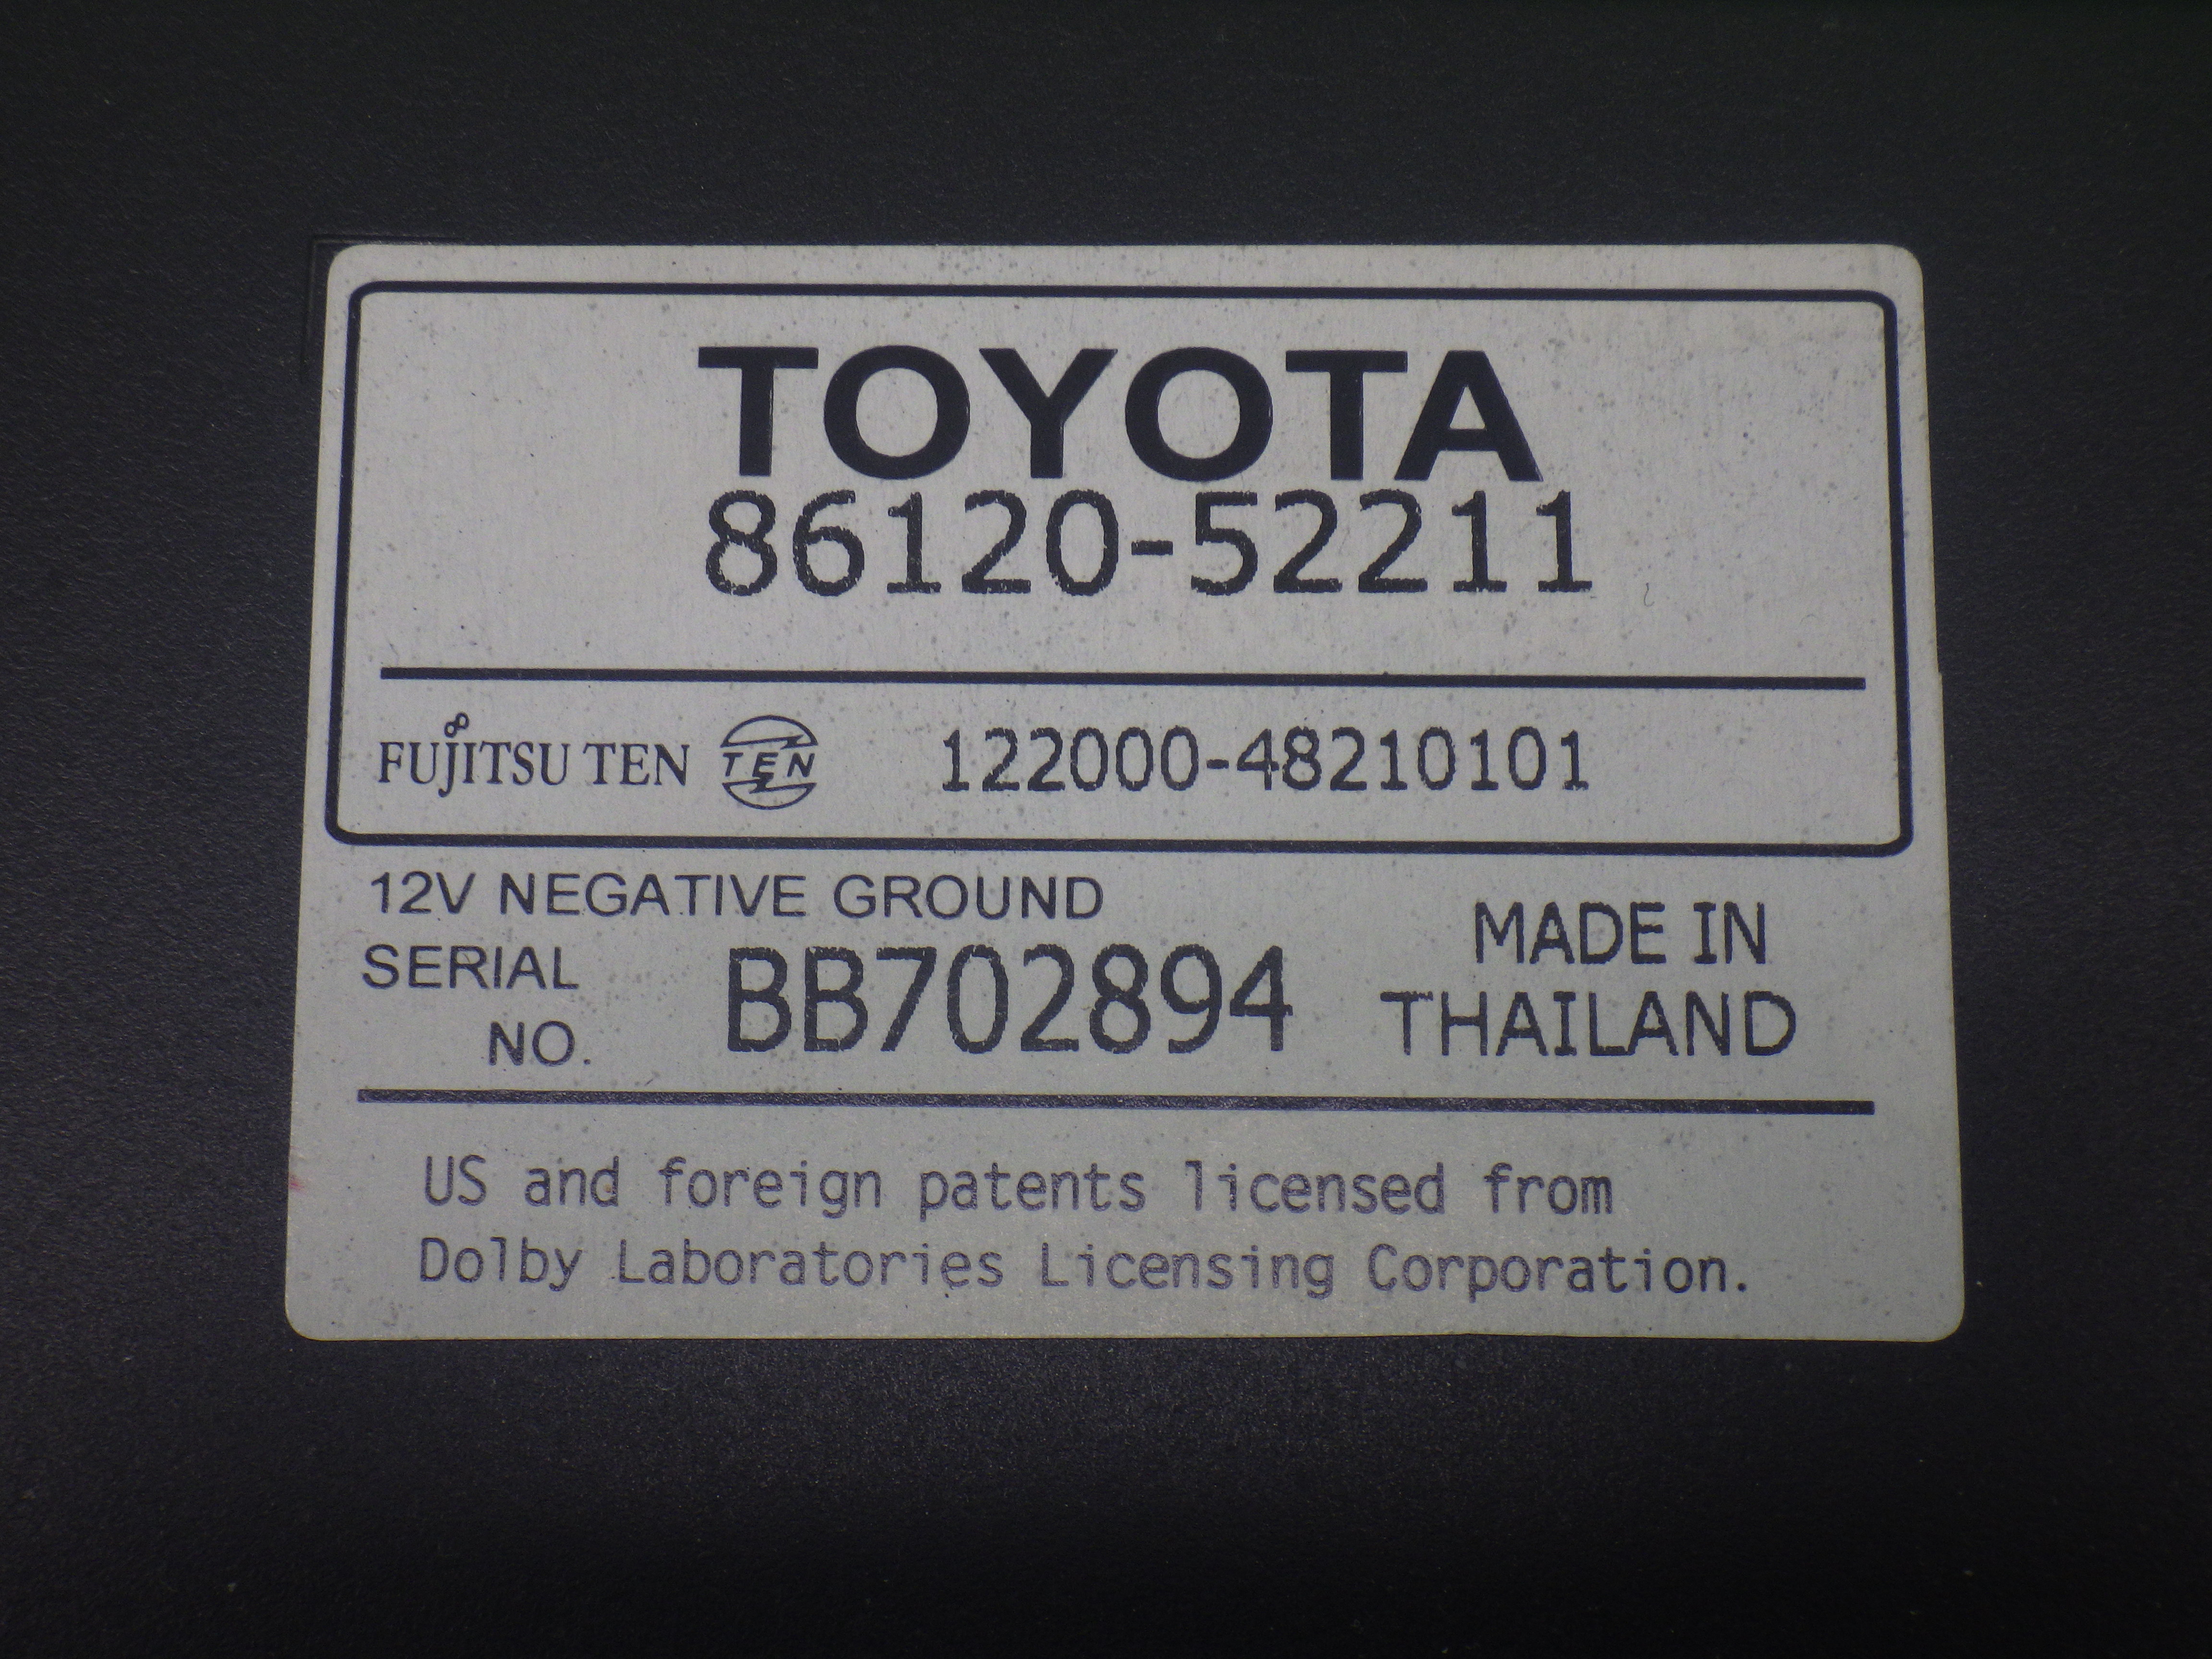 TOYOTA
86120-52211
FUJITSU TEN TEN 122000-48210101
12V NEGATIVE GROUND
SERIAL NO. BB702894
MADE IN
THAILAND
US and foreign patents licensed from
Dolby Laboratories Licensing Corporation.